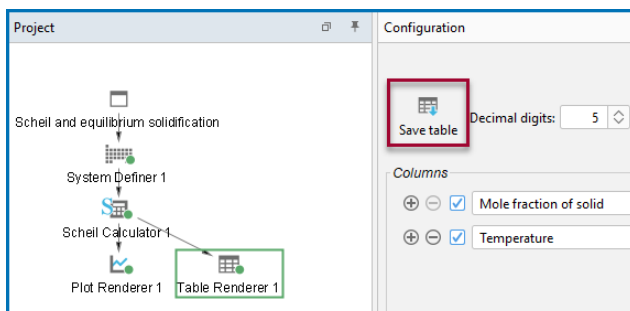 Project
Configuration
Scheil and equilibrium solidification
System Definer 1
Scheil Calculator 1
Plot Renderer 1
Table Renderer 1
Save table
Decimal digits: 5
Columns
Mole fraction of solid
Temperature